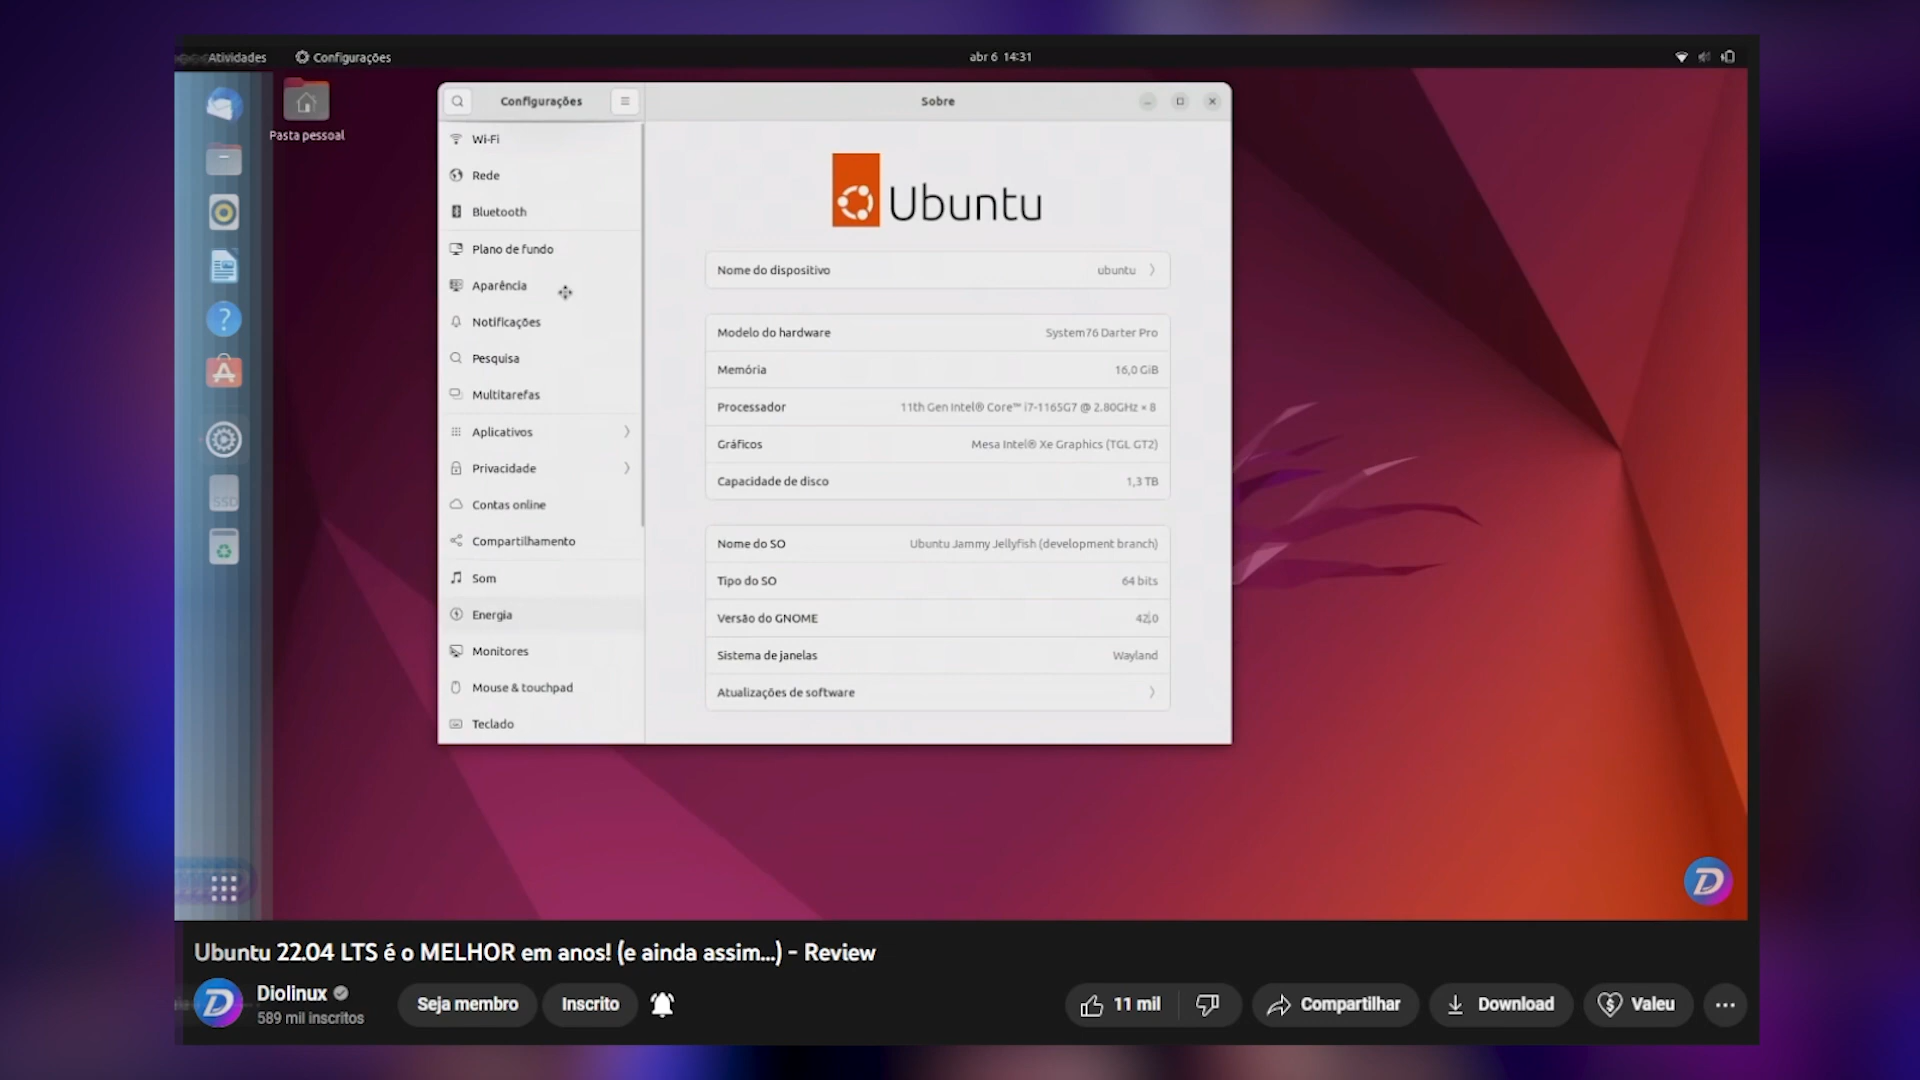 Atividades
Configurações
abr 6 14:31
Pasta pessoal
Configurações
Sobre
Wi-Fi
Rede
Bluetooth
Plano de fundo
Aparência
Notificações
Pesquisa
Multitarefas
Aplicativos
Privacidade
Contas online
Compartilhamento
Som
Energia
Monitores
Mouse & touchpad
Teclado
Ubuntu
Nome do dispositivo ubuntu
Modelo do hardware System76 Darter Pro
Memória 16,0 GiB
Processador 11th Gen Intel® Core™ i7-1165G7 @ 2.80GHz × 8
Gráficos Mesa Intel® Xe Graphics (TGL GT2)
Capacidade de disco 1,3 TB
Nome do SO Ubuntu Jammy Jellyfish (development branch)
Tipo do SO 64 bits
Versão do GNOME 42.0
Sistema de janelas Wayland
Atualizações de software
SSD
D
Ubuntu 22.04 LTS é o MELHOR em anos! (e ainda assim...) - Review
D
Diolinux
589 mil inscritos
Seja membro
Inscrito
11 mil
Compartilhar
Download
Valeu